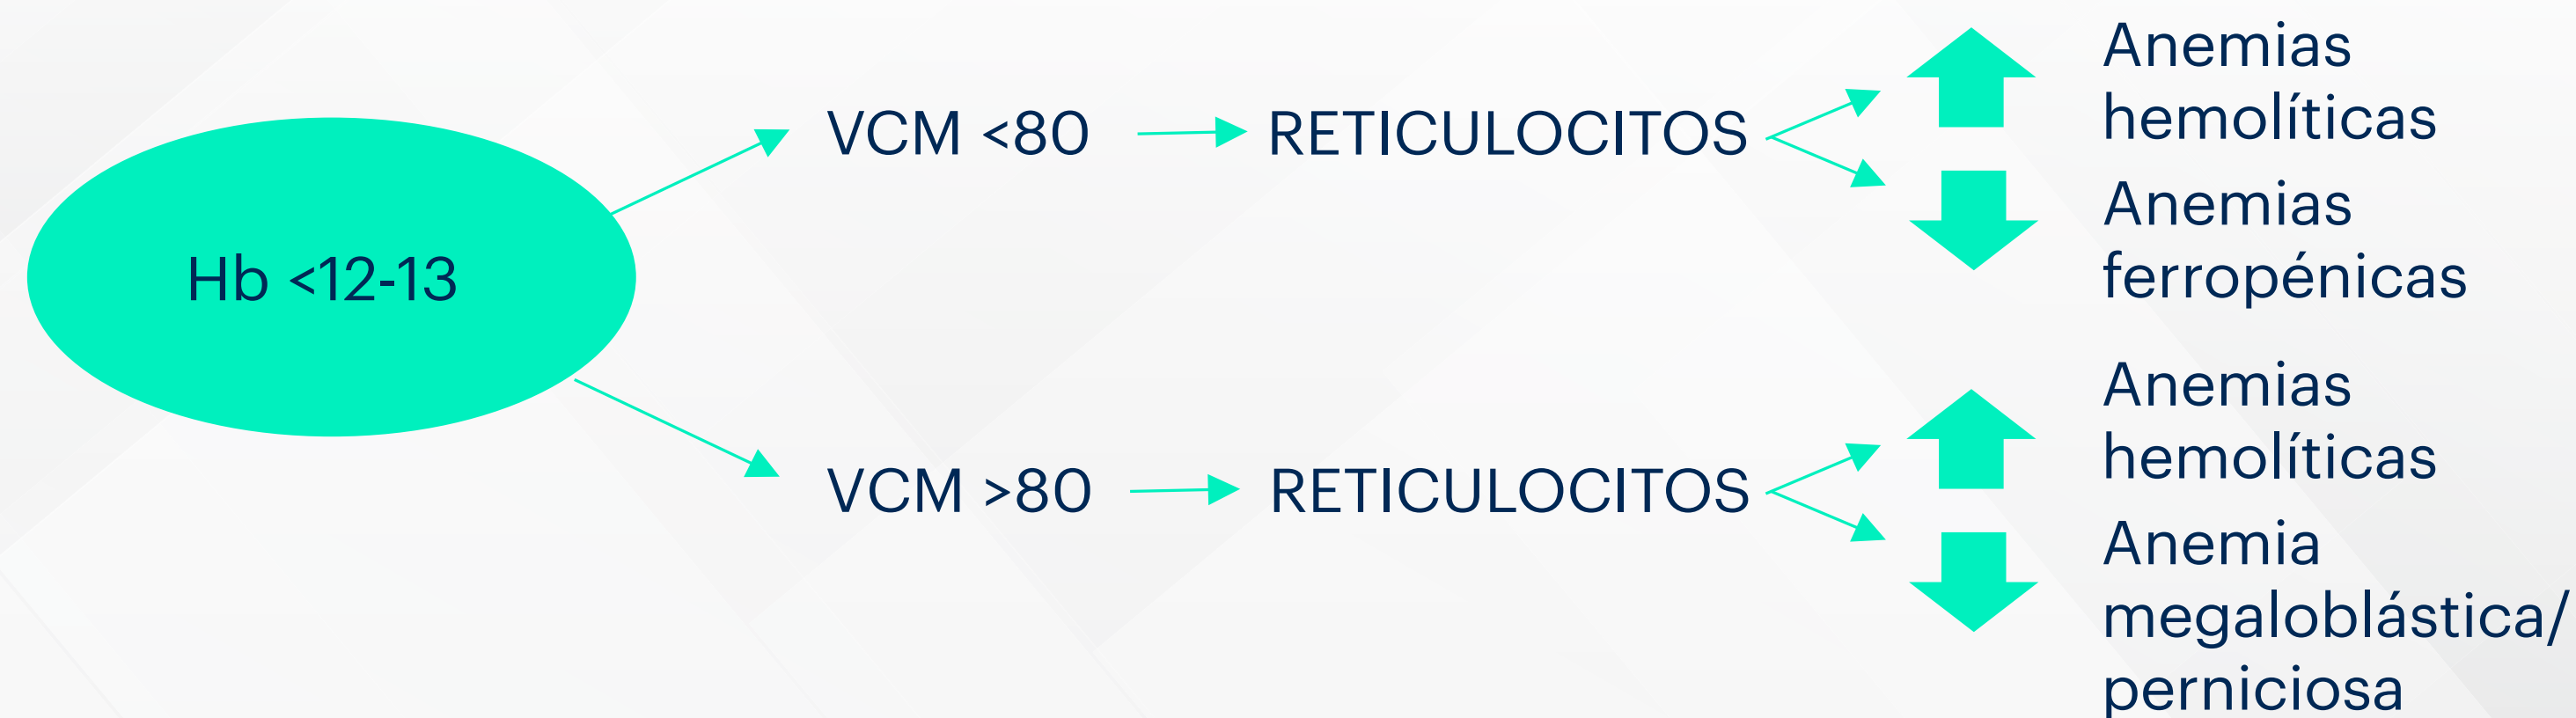 Hb <12-13
VCM <80
RETICULOCITOS
Anemias
hemolíticas
Anemias
ferropénicas
VCM >80
RETICULOCITOS
Anemias
hemolíticas
Anemia
megaloblástica/
perniciosa